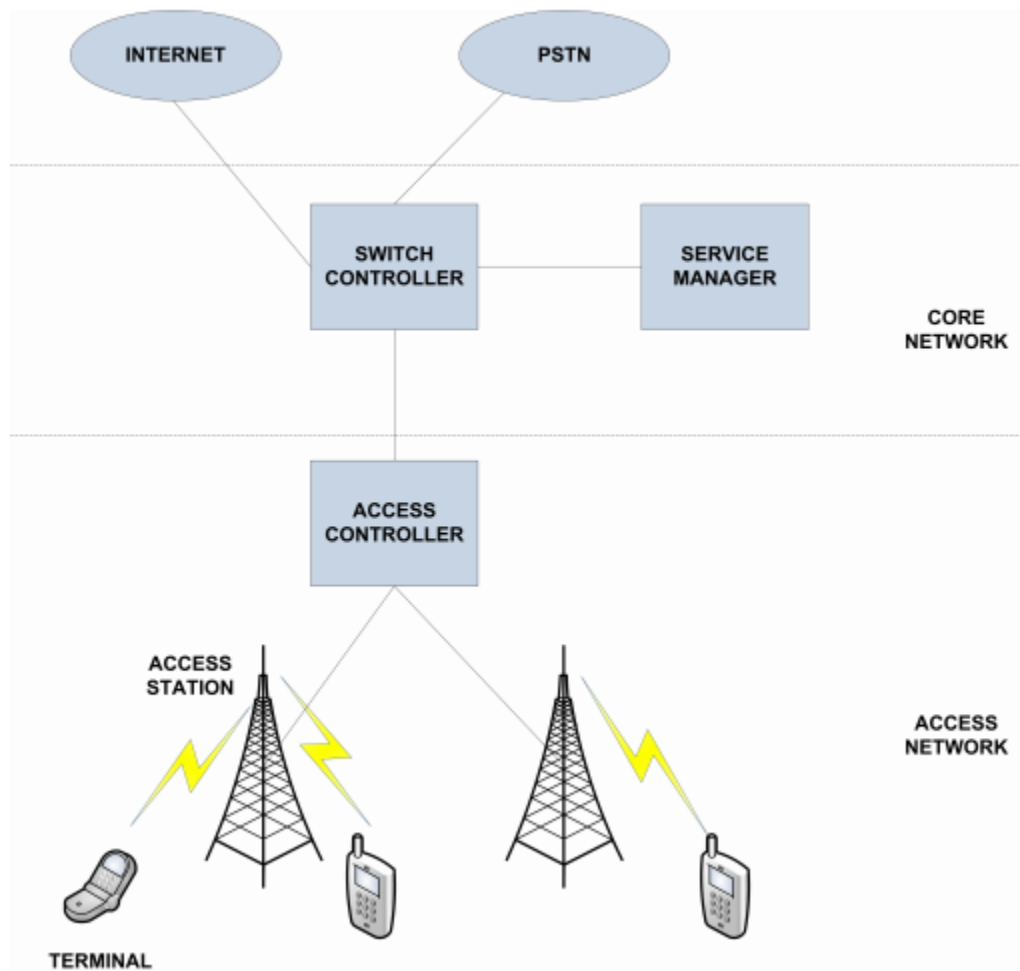 INTERNET
PSTN
SWITCH
CONTROLLER
SERVICE
MANAGER
CORE
NETWORK
ACCESS
CONTROLLER
ACCESS
STATION
ACCESS
NETWORK
TERMINAL